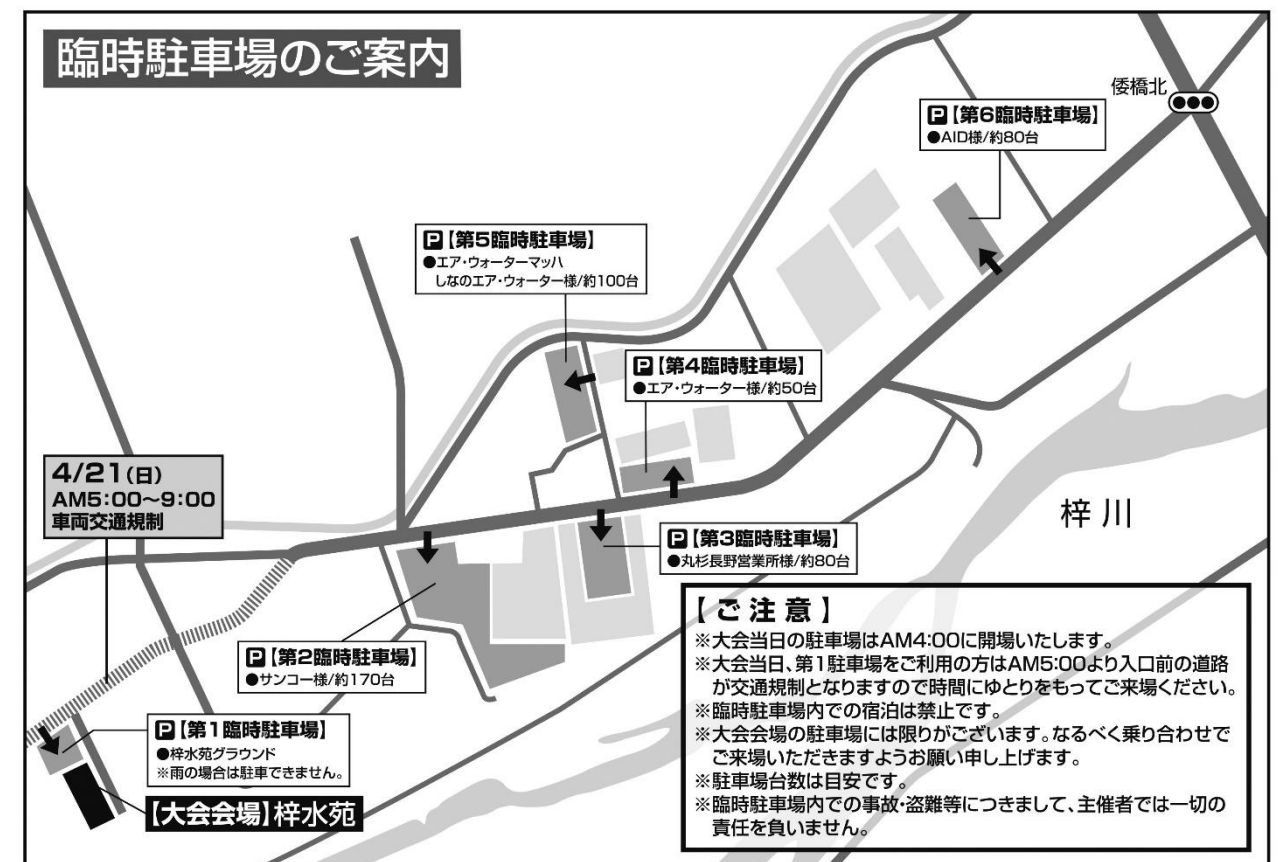 臨時駐車場のご案内
倭橋北
P【第6臨時駐車場】
●AID様/約80台
P【第5臨時駐車場】
●エア・ウォーターマッハ
しなのエア・ウォーター様/約100台
P【第4臨時駐車場】
●エア・ウォーター様/約50台
4/21(日)
AM5:00〜9:00
車両交通規制
梓川
P【第3臨時駐車場】
●丸杉長野営業所様/約80台
P【第2臨時駐車場】
●サンコー様/約170台
P【第1臨時駐車場】
●梓水苑グラウンド
※雨の場合は駐車できません。
【大会会場】梓水苑
【ご注意】
※大会当日の駐車場はAM4:00に開場いたします。
※大会当日、第1駐車場をご利用の方はAM5:00より入口前の道路
が交通規制となりますので時間にゆとりをもってご来場ください。
※臨時駐車場内での宿泊は禁止です。
※大会会場の駐車場には限りがございます。なるべく乗り合わせで
ご来場いただきますようお願い申し上げます。
※駐車場台数は目安です。
※臨時駐車場内での事故・盗難等につきまして、主催者では一切の
責任を負いません。